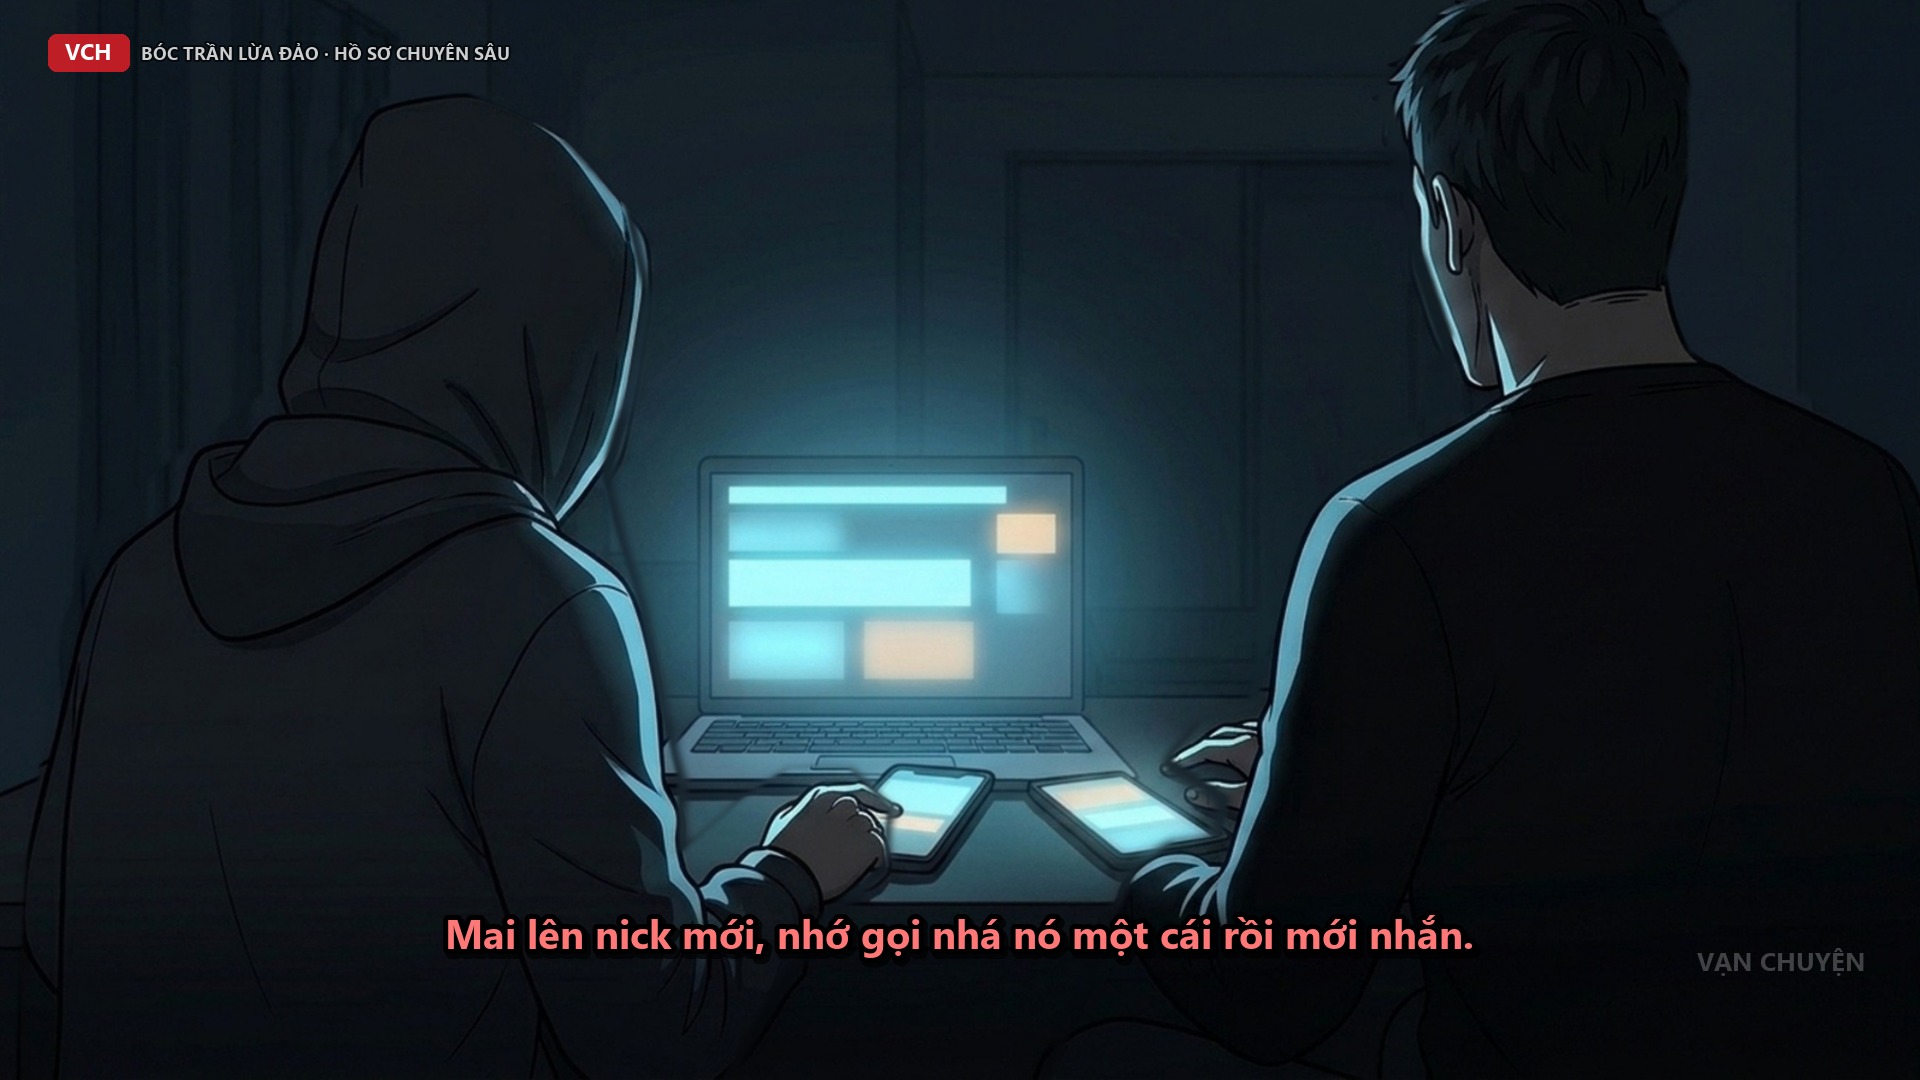 VCH BÓC TRẦN LỪA ĐẢO · HỒ SƠ CHUYÊN SÂU
Mai lên nick mới, nhớ gọi nhá nó một cái rồi mới nhắn.
VẠN CHUYỆN